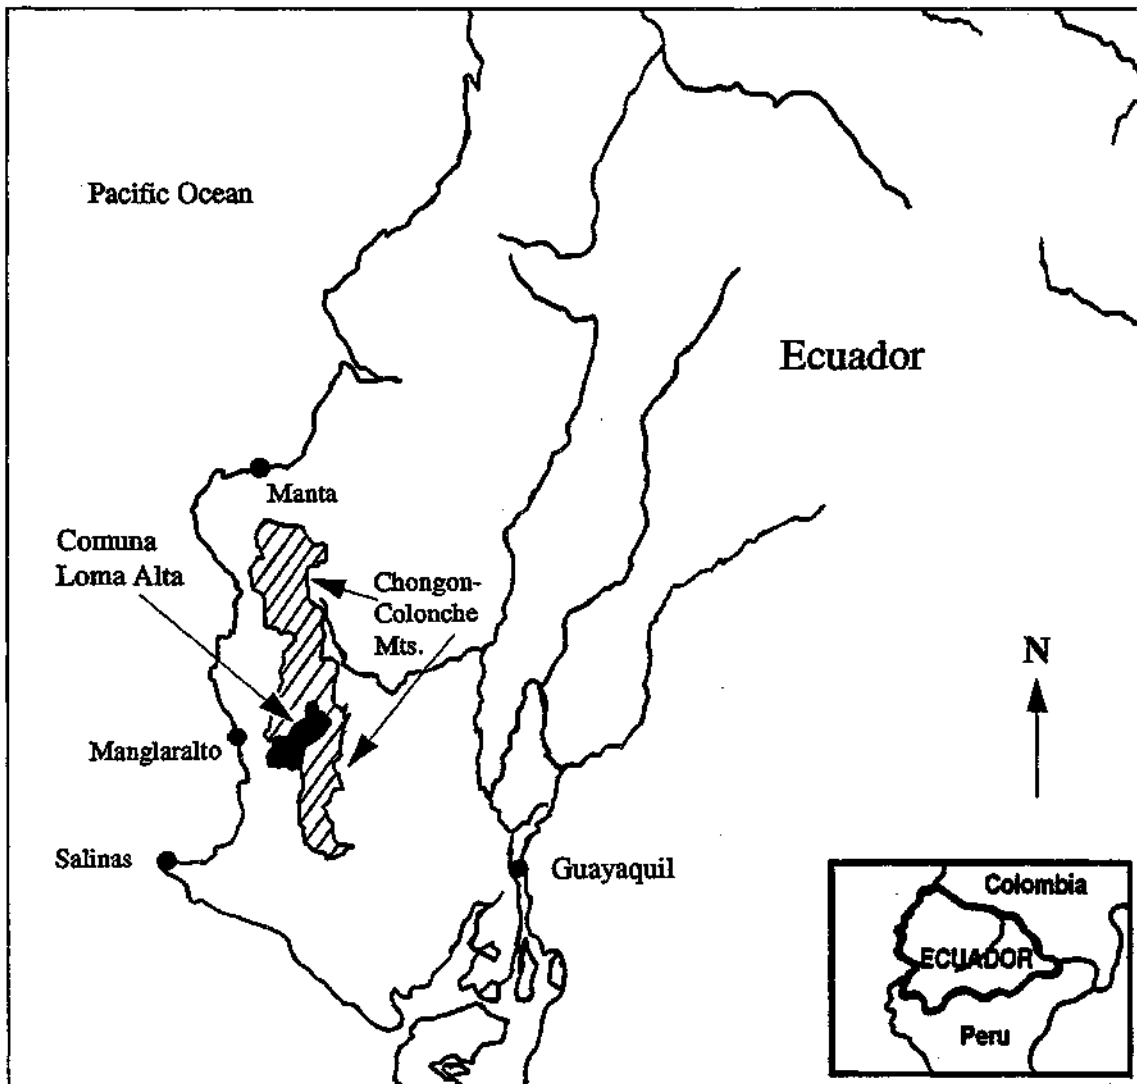 Pacific Ocean
Ecuador
Manta
Comuna
Loma Alta
Chongon-
Colonche
Mts.
N
Manglaralto
Salinas
Guayaquil
Colombia
ECUADOR
Peru